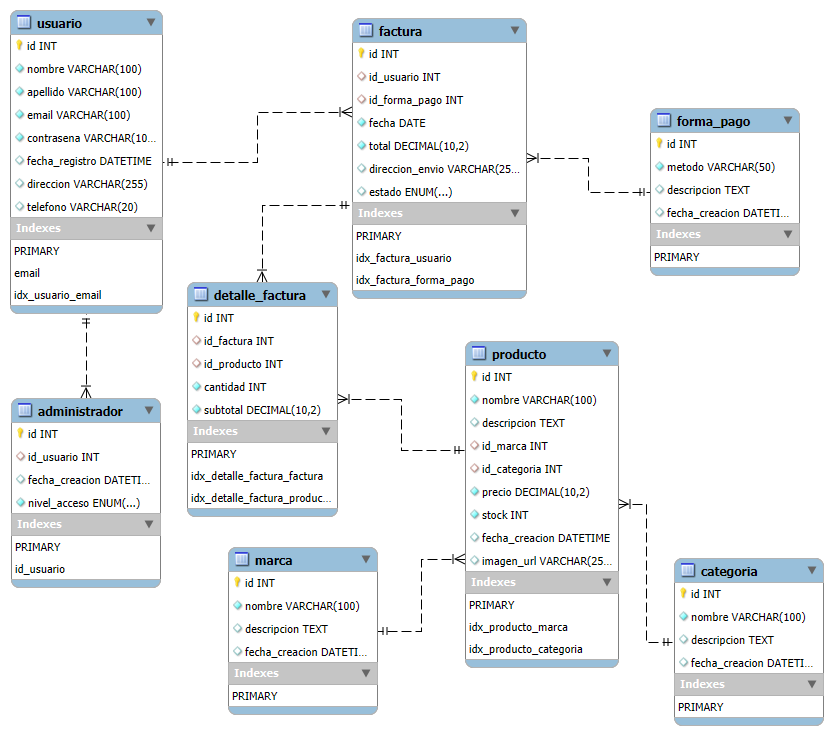 usuario
id INT
nombre VARCHAR(100)
apellido VARCHAR(100)
email VARCHAR(100)
contrasena VARCHAR(10...
fecha_registro DATETIME
direccion VARCHAR(255)
telefono VARCHAR(20)
Indexes
PRIMARY
email
idx_usuario_email
factura
id INT
id_usuario INT
id_forma_pago INT
fecha DATE
total DECIMAL(10,2)
direccion_envio VARCHAR(25...
estado ENUM(...)
Indexes
PRIMARY
idx_factura_usuario
idx_factura_forma_pago
forma_pago
id INT
metodo VARCHAR(50)
descripcion TEXT
fecha_creacion DATETI...
Indexes
PRIMARY
detalle_factura
id INT
id_factura INT
id_producto INT
cantidad INT
subtotal DECIMAL(10,2)
Indexes
PRIMARY
idx_detalle_factura_factura
idx_detalle_factura_produc...
producto
id INT
nombre VARCHAR(100)
descripcion TEXT
id_marca INT
id_categoria INT
precio DECIMAL(10,2)
stock INT
fecha_creacion DATETIME
imagen_url VARCHAR(25...
Indexes
PRIMARY
idx_producto_marca
idx_producto_categoria
administrador
id INT
id_usuario INT
fecha_creacion DATETI...
nivel_acceso ENUM(...)
Indexes
PRIMARY
id_usuario
marca
id INT
nombre VARCHAR(100)
descripcion TEXT
fecha_creacion DATETI...
Indexes
PRIMARY
categoria
id INT
nombre VARCHAR(100)
descripcion TEXT
fecha_creacion DATETI...
Indexes
PRIMARY